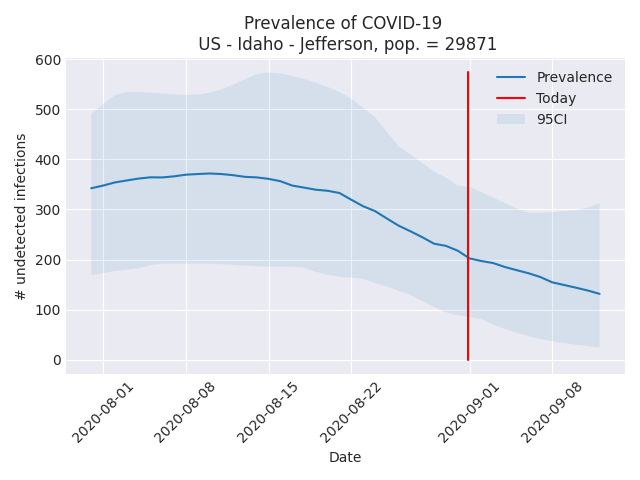 Prevalence of COVID-19
US - Idaho - Jefferson, pop. = 29871
# undetected infections
600
500
400
300
200
100
0
Prevalence
Today
95CI
2020-08-01
2020-08-08
2020-08-15
2020-08-22
2020-09-01
2020-09-08
Date